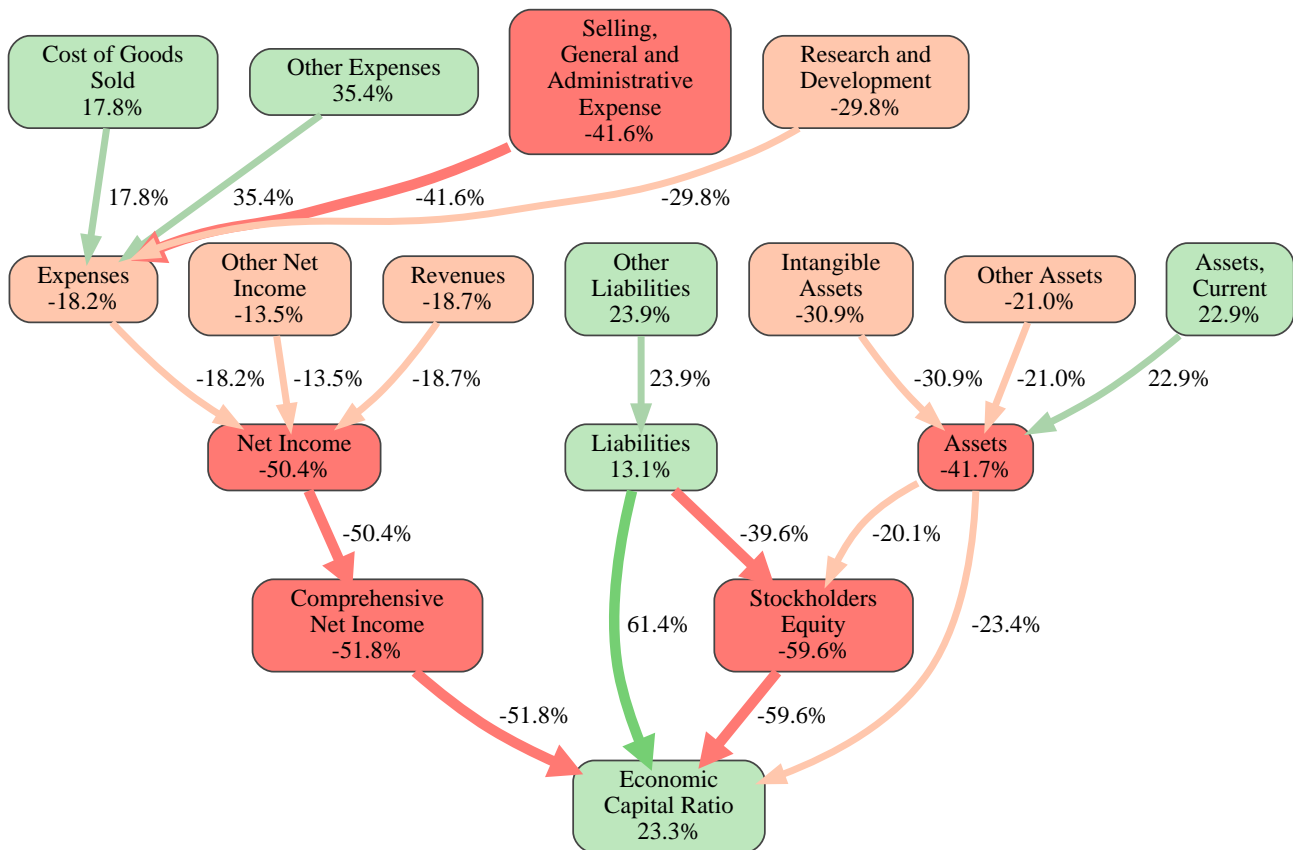 Cost of Goods
Sold
17.8%
Other Expenses
35.4%
Selling,
General and
Administrative
Expense
-41.6%
Research and
Development
-29.8%
17.8%
35.4%
-41.6%
-29.8%
Expenses
-18.2%
Other Net
Income
-13.5%
Revenues
-18.7%
Other
Liabilities
23.9%
Intangible
Assets
-30.9%
Other Assets
-21.0%
Assets,
Current
22.9%
-18.2%
-13.5%
-18.7%
23.9%
-30.9%
-21.0%
22.9%
Net Income
-50.4%
Liabilities
13.1%
Assets
-41.7%
-50.4%
-39.6%
-20.1%
Comprehensive
Net Income
-51.8%
61.4%
Stockholders
Equity
-59.6%
-23.4%
-51.8%
-59.6%
Economic
Capital Ratio
23.3%